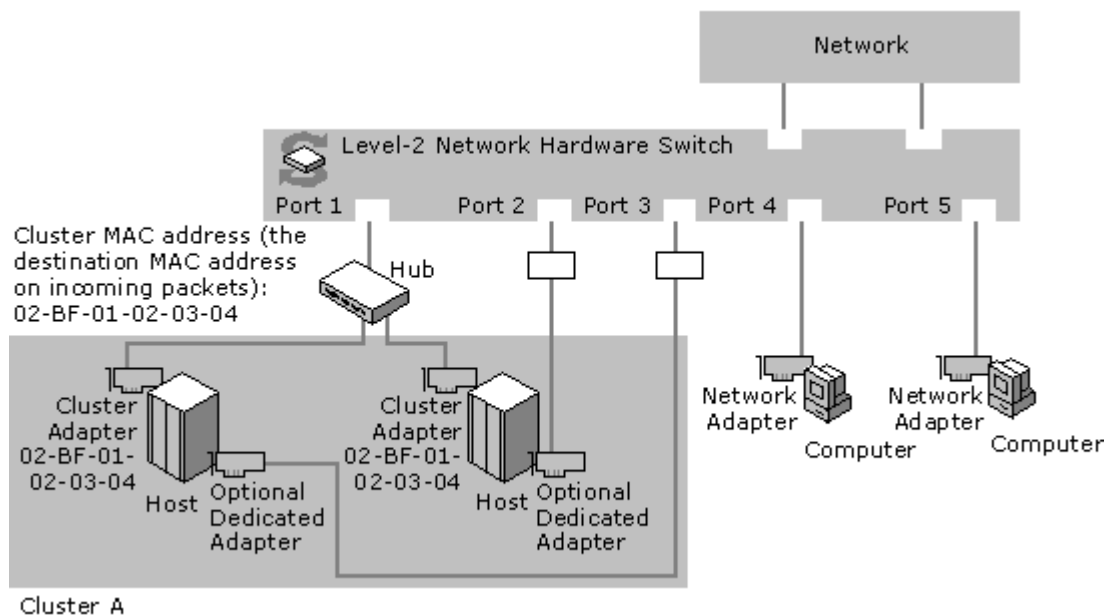 Network
Level-2 Network Hardware Switch
Port 1
Port 2
Port 3
Port 4
Port 5
Cluster MAC address (the
destination MAC address
on incoming packets):
02-BF-01-02-03-04
Hub
Cluster
Adapter
02-BF-01-
02-03-04
Host
Optional
Dedicated
Adapter
Cluster
Adapter
02-BF-01-
02-03-04
Host
Optional
Dedicated
Adapter
Network
Adapter
Computer
Network
Adapter
Computer
Cluster A